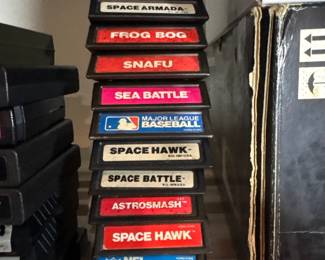 SPACE ARMADA
FROG BOG
SNAFU
SEA BATTLE
MAJOR LEAGUE
BASEBALL
SPACE HAWK
SPACE BATTLE
ASTROSMASH
SPACE HAWK